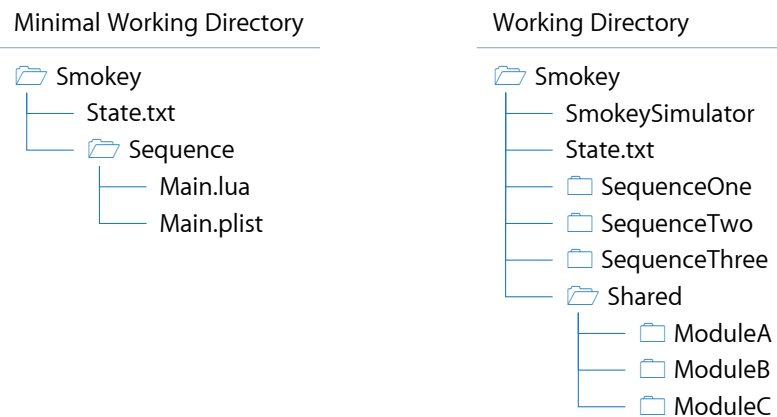 Minimal Working Directory
Smokey
State.txt
Sequence
Main.lua
Main.plist
Working Directory
Smokey
SmokeySimulator
State.txt
SequenceOne
SequenceTwo
SequenceThree
Shared
ModuleA
ModuleB
ModuleC